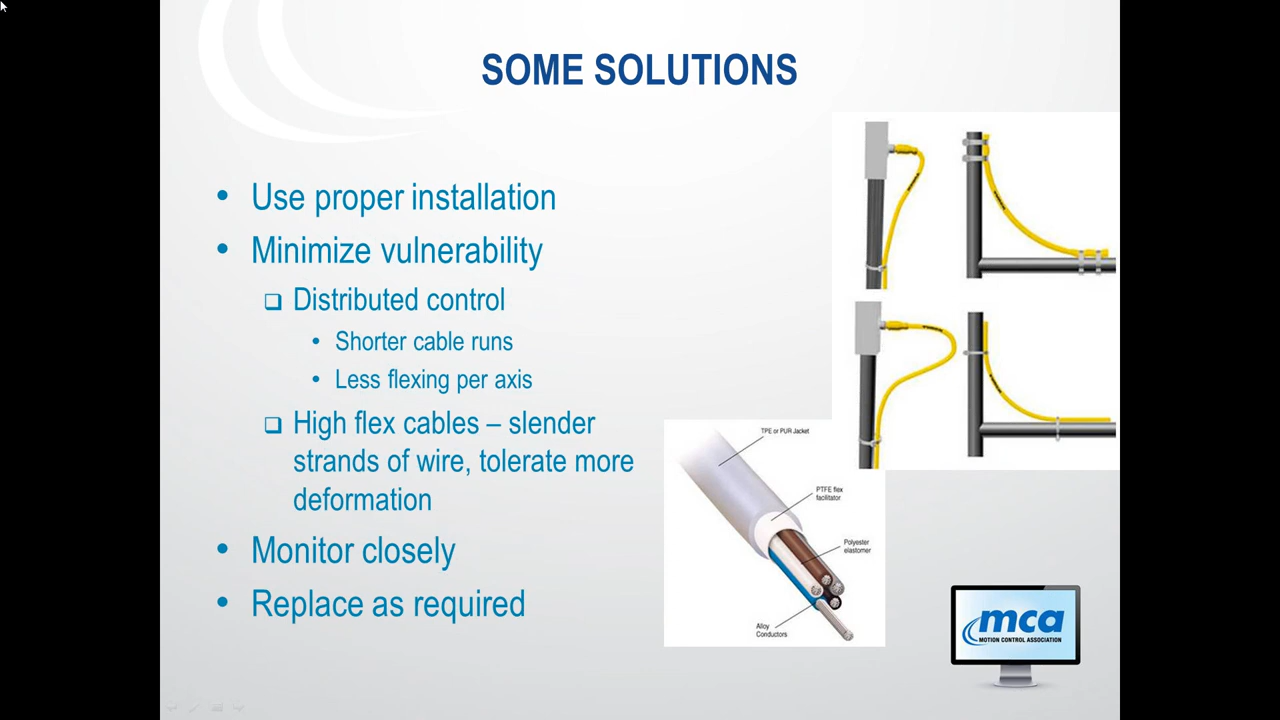 SOME SOLUTIONS
• Use proper installation
• Minimize vulnerability
❑ Distributed control
• Shorter cable runs
• Less flexing per axis
❑ High flex cables – slender
strands of wire, tolerate more
deformation
• Monitor closely
• Replace as required
TPE or PUR Jacket
PTFE flex
facilitator
Polyester
elastomer
Alloy
Conductors
mca
MOTION CONTROL ASSOCIATION